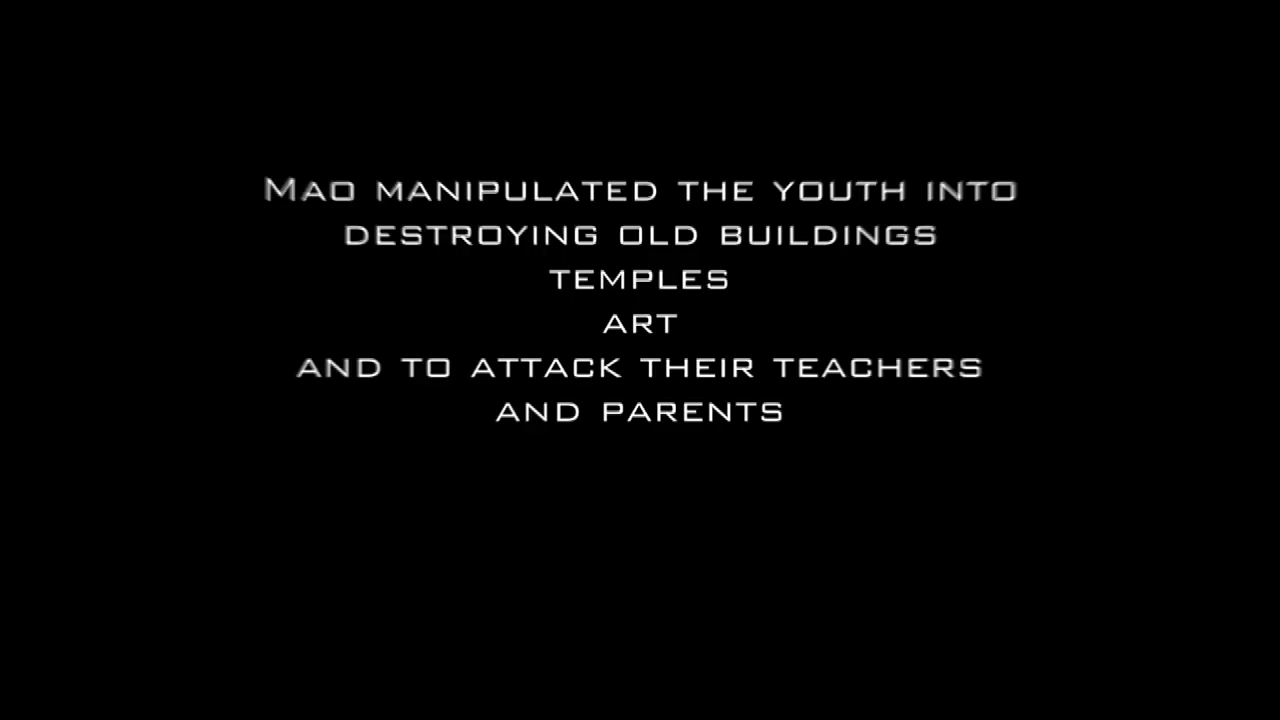 Mao manipulated the youth into
destroying old buildings
temples
art
and to attack their teachers
and parents